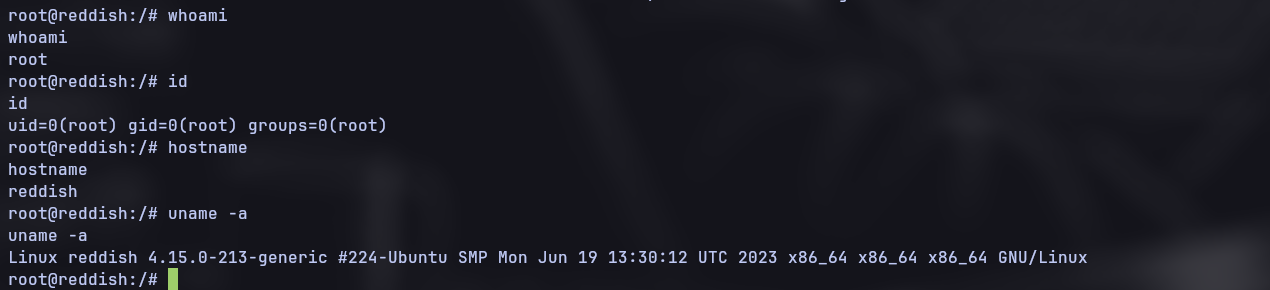 root@reddish:/# whoami
whoami
root
root@reddish:/# id
id
uid=0(root) gid=0(root) groups=0(root)
root@reddish:/# hostname
hostname
reddish
root@reddish:/# uname -a
uname -a
Linux reddish 4.15.0-213-generic #224-Ubuntu SMP Mon Jun 19 13:30:12 UTC 2023 x86_64 x86_64 x86_64 GNU/Linux
root@reddish:/#